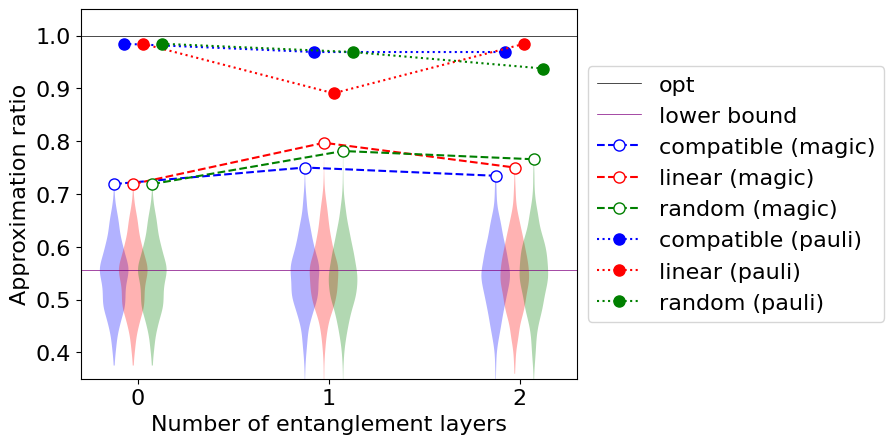 Approximation ratio
1.0
0.9
0.8
0.7
0.6
0.5
0.4
0
1
2
Number of entanglement layers
opt
lower bound
compatible (magic)
linear (magic)
random (magic)
compatible (pauli)
linear (pauli)
random (pauli)